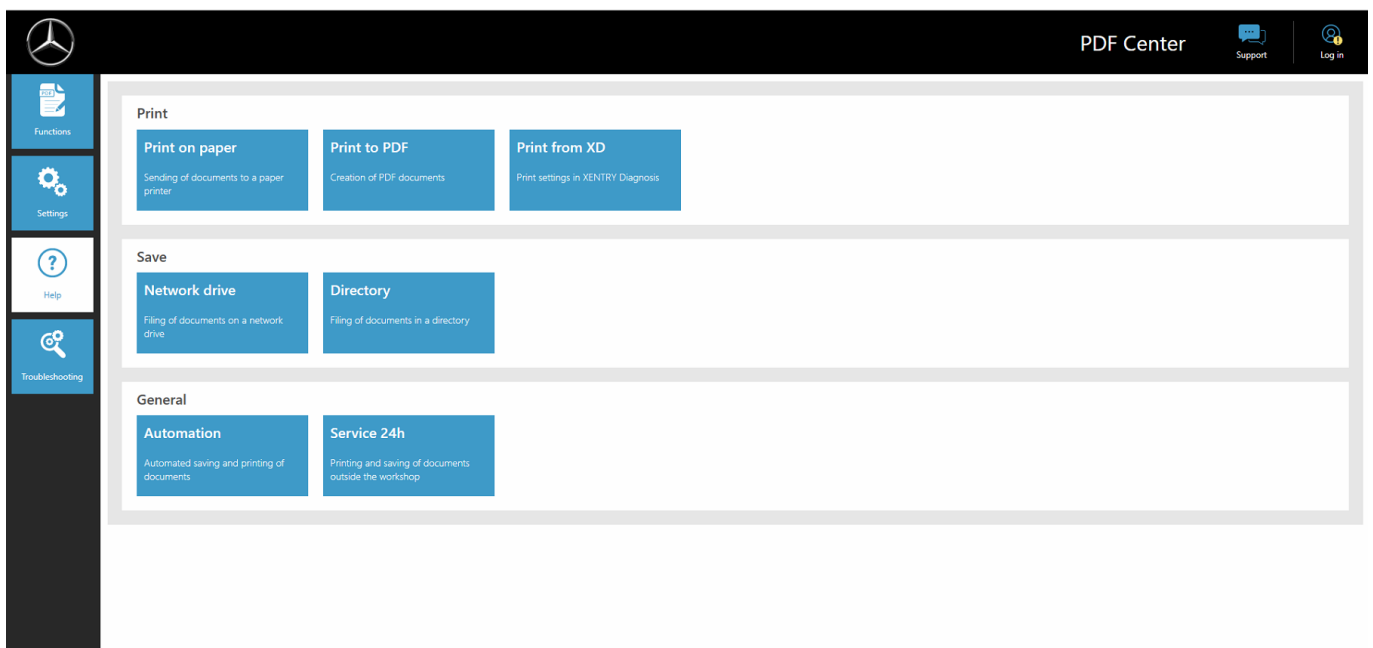 PDF Center
Support
Log in
PDF
Functions
Settings
?
Help
Troubleshooting
Print
Print on paper
Sending of documents to a paper
printer
Print to PDF
Creation of PDF documents
Print from XD
Print settings in XENTRY Diagnosis
Save
Network drive
Filing of documents on a network
drive
Directory
Filing of documents in a directory
General
Automation
Automated saving and printing of
documents
Service 24h
Printing and saving of documents
outside the workshop